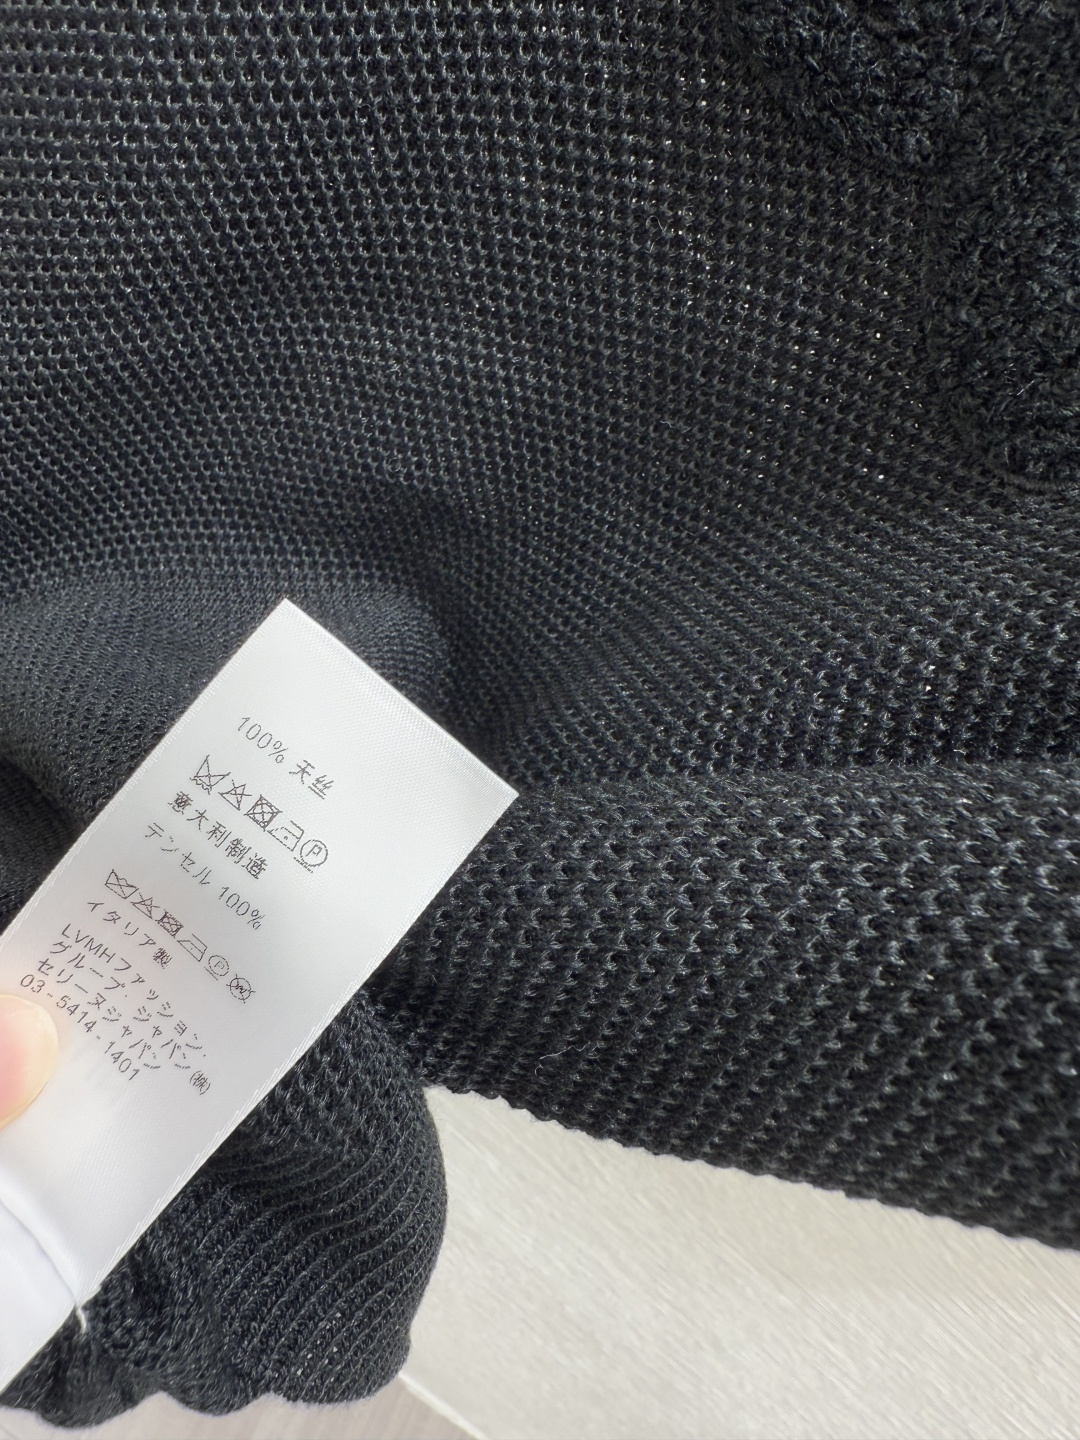 100% 天丝
P
意大利制造
テンセル 100%
P W
イタリア製
LVMHファッション・
グループ・ジャパン(株)
セリーヌジャパン
03-5414-1401